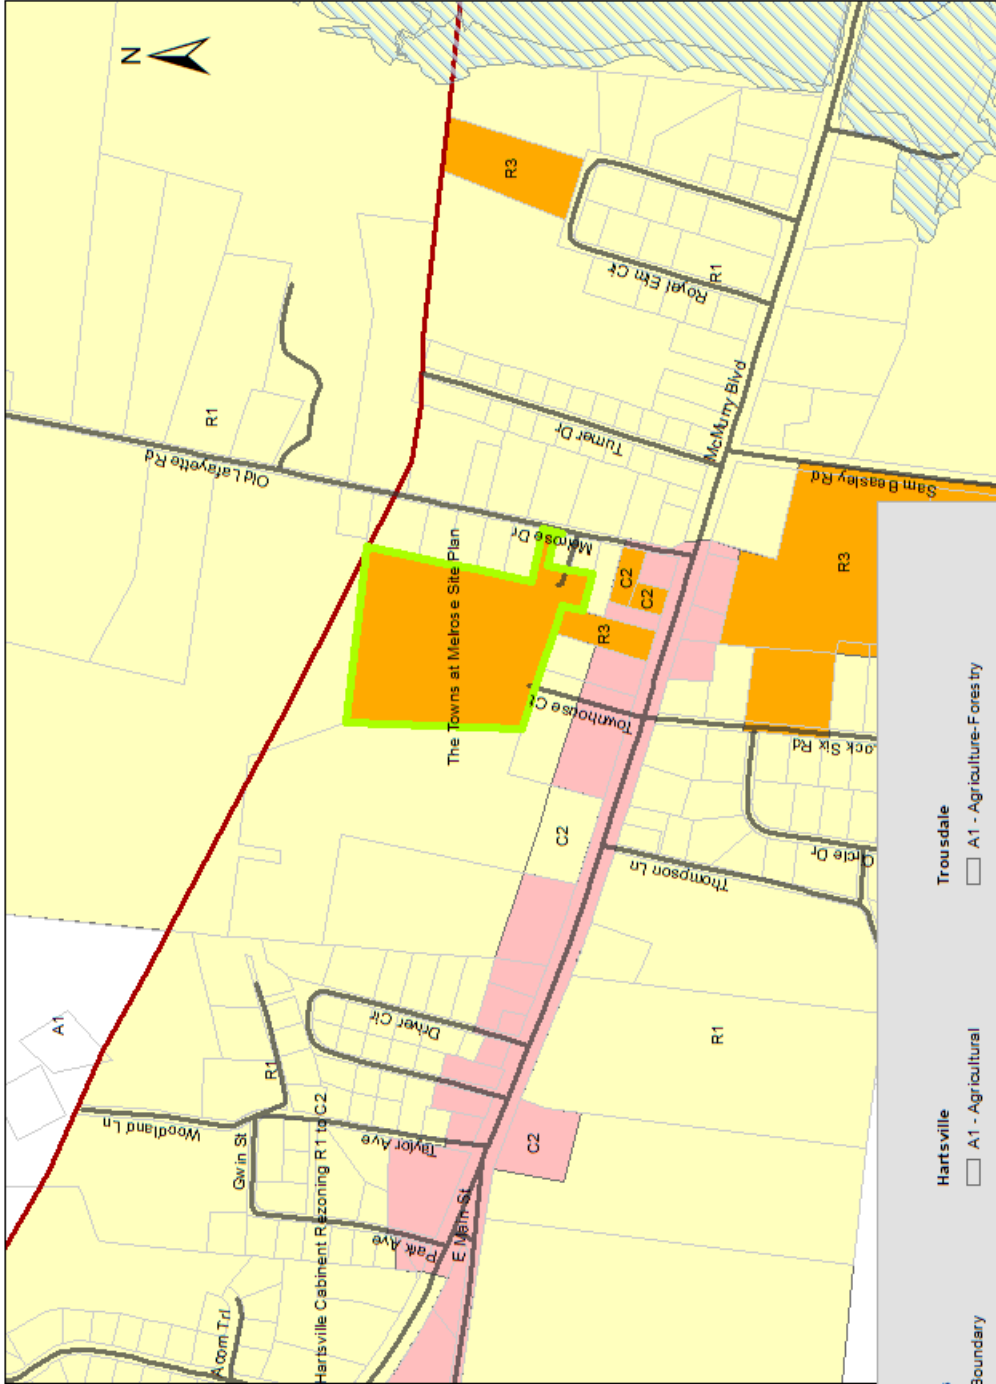 N
R3
R1
Royal Elm Cir
R1
Old Lafayette Rd
Turner Dr
McMurry Blvd
Sam Beasley Rd
The Towns at Melrose Site Plan
Melrose Dr
C2
C2
R3
R3
Townhouse Ct
Lock Six Rd
C2
Thompson Ln
Circle Dr
A1
R1
Driver Cir
R1
Woodland Ln
Gwin St
Taylor Ave
Hartsville Cabinent Rezoning R1 to C2
C2
Park Ave
E Main St
Acorn Trl
Trousdale
A1 - Agriculture-Forestry
Hartsville
A1 - Agricultural
Boundary